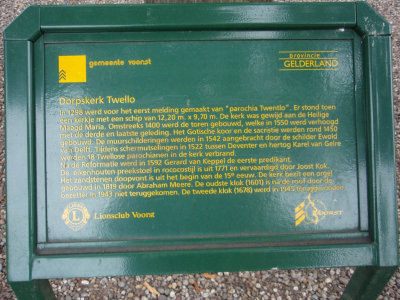 gemeente voorst
provincie
GELDERLAND
Dorpskerk Twello
In 1298 werd voor het eerst melding gemaakt van "parochia Twentlo". Er stond toen
een kerkje met een schip van 12,20 m. x 9,70 m. De kerk was gewijd aan de Heilige
Maagd Maria. Omstreeks 1400 werd de toren gebouwd, welke in 1550 werd verhoogd
met de derde en laatste geleding. Het Gotische koor en de sacristie werden rond 1450
gebouwd. De muurschilderingen werden in 1542 aangebracht door de schilder Ewold
van Delft. Tijdens schermutselingen in 1522 tussen Deventer en hertog Karel van Gelre
werden 18 Twellose parochianen in de kerk verbrand.
Na de Reformatie werd in 1592 Gerard van Keppel de eerste predikant.
De eikenhouten preekstoel in rococostijl is uit 1771 en vervaardigd door Joost Kok.
Het zandstenen doopvont is uit het begin van de 15e eeuw. De kerk bezit een orgel
gebouwd in 1819 door Abraham Meere. De oudste klok (1601) is na de roof door de
bezetter in 1943 niet teruggekomen. De tweede klok (1678) werd in 1945 teruggevonden
Lionsclub Voorst
VOORST